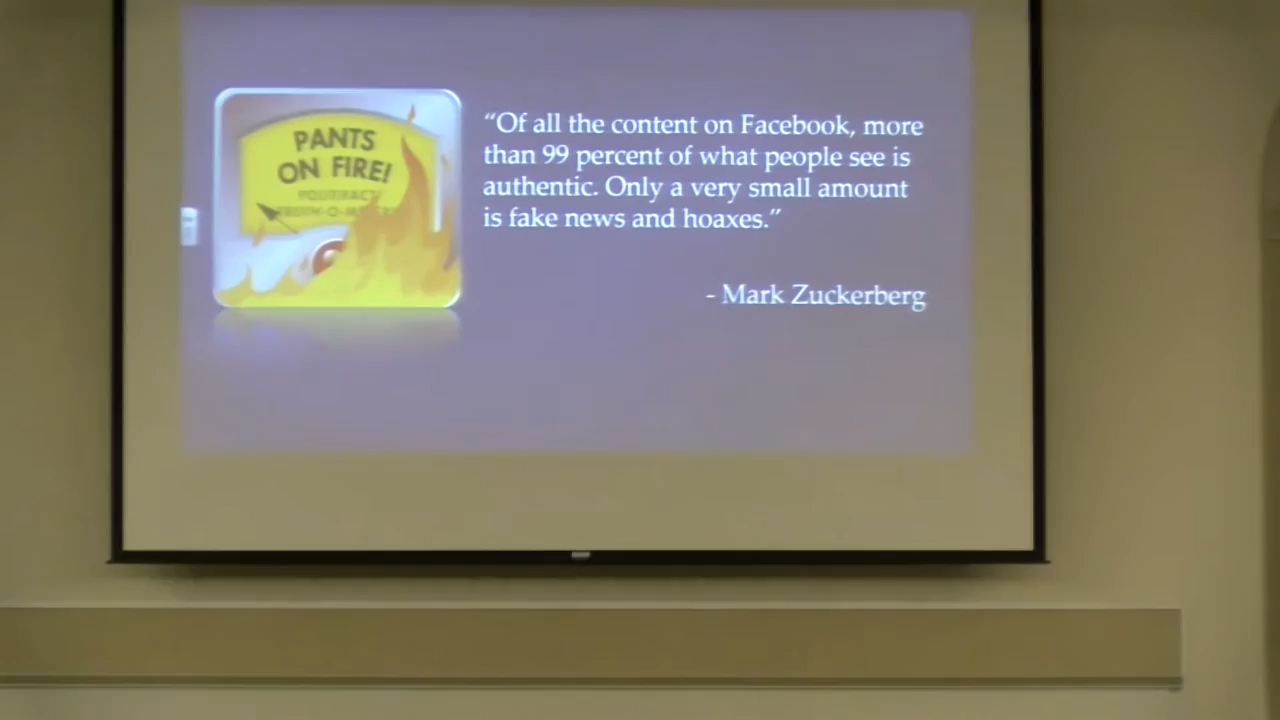 PANTS
ON FIRE!
“Of all the content on Facebook, more
than 99 percent of what people see is
authentic. Only a very small amount
is fake news and hoaxes.”
- Mark Zuckerberg